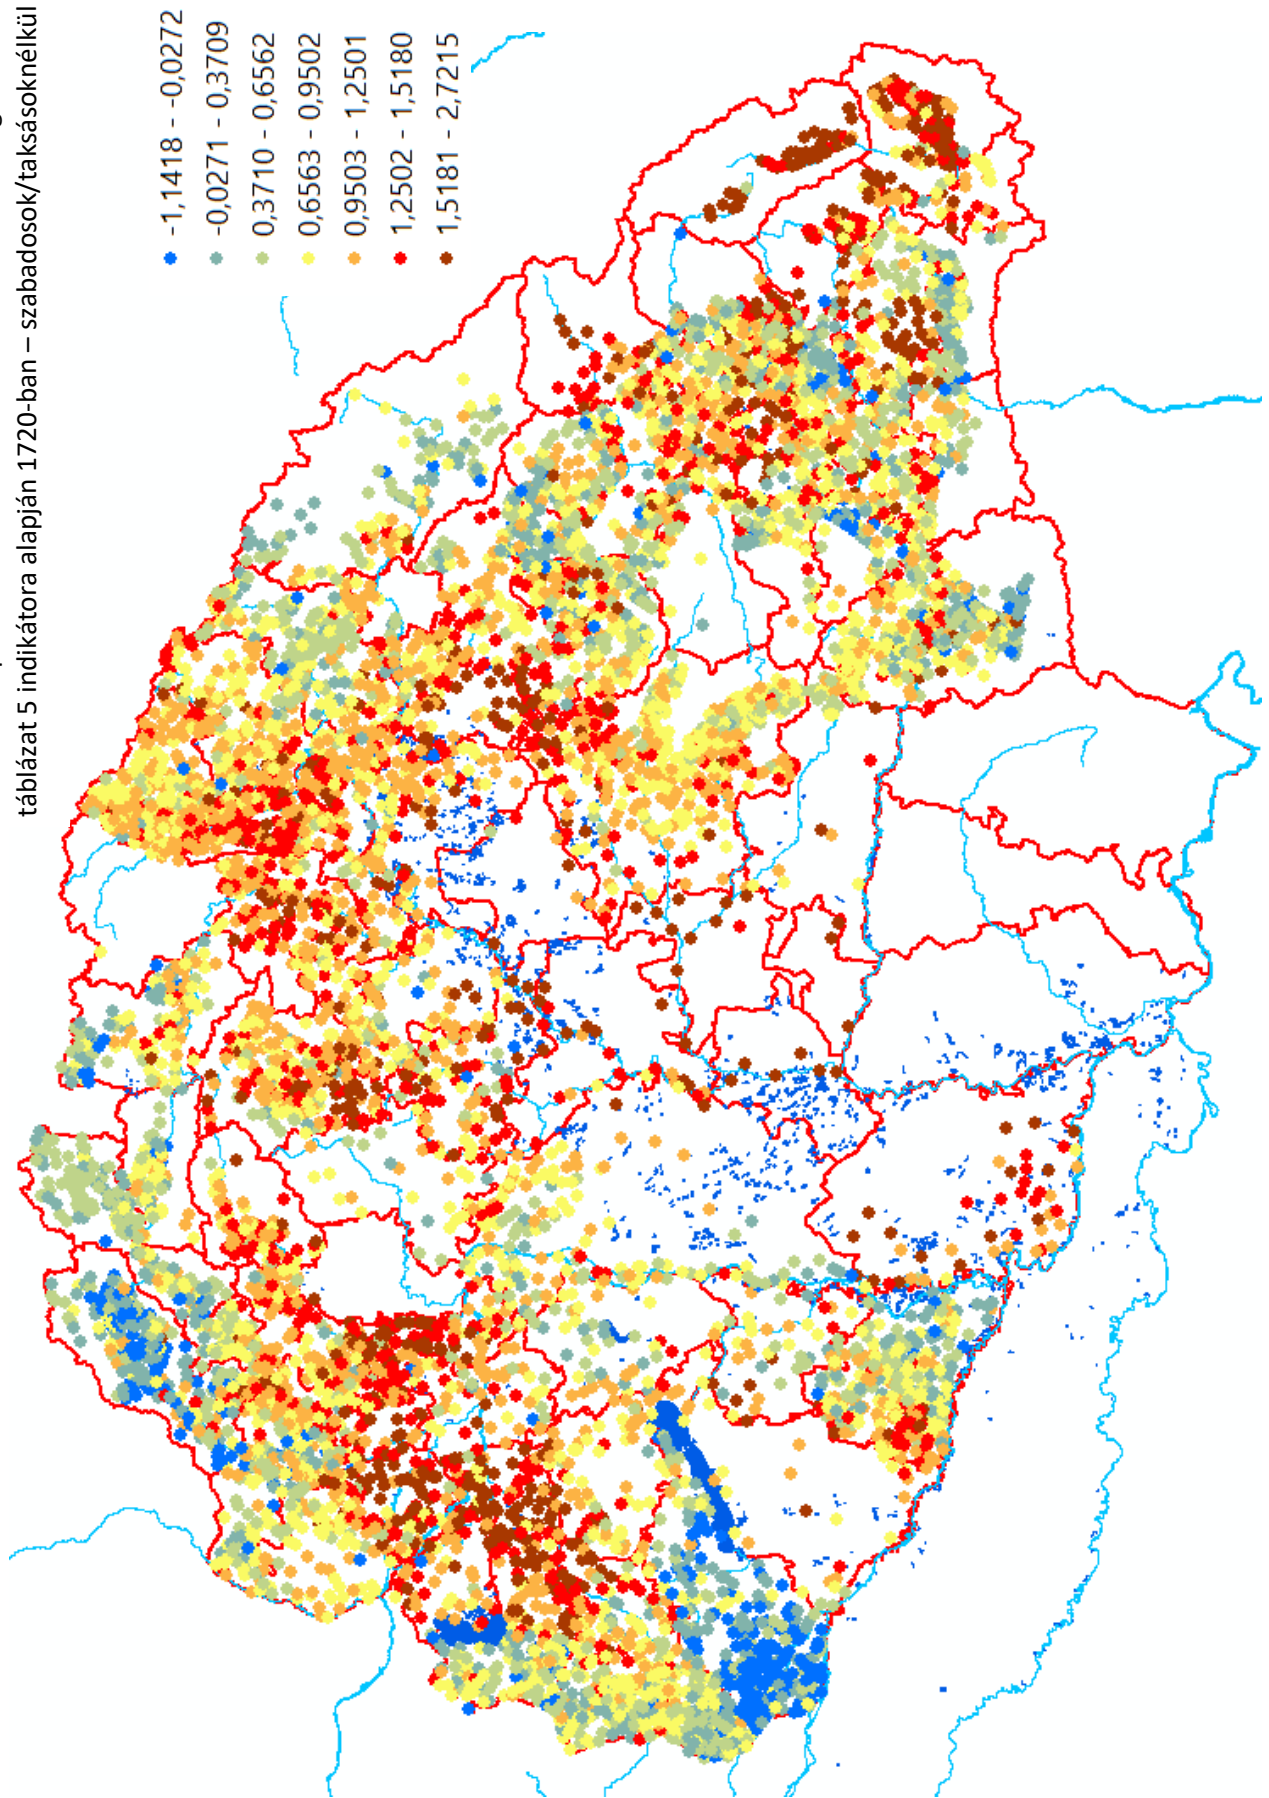 táblázat 5 indikátora alapján 1720-ban – szabadosok/taksásoknélkül
-1,1418 - -0,0272
-0,0271 - 0,3709
0,3710 - 0,6562
0,6563 - 0,9502
0,9503 - 1,2501
1,2502 - 1,5180
1,5181 - 2,7215